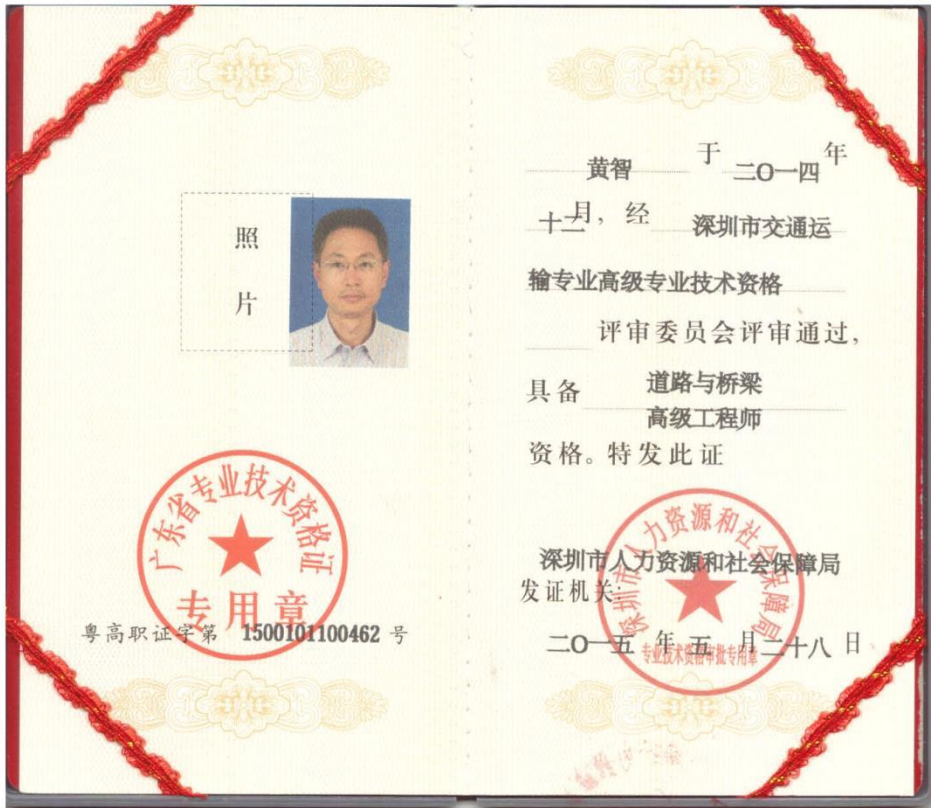 照
片
广东省专业技术资格证
专用章
粤高职证字第 1500101100462 号
黄智 于 二〇一四 年
十二月，经 深圳市交通运
输专业高级专业技术资格
评审委员会评审通过，
具备 道路与桥梁
高级工程师
资格。特发此证
深圳市人力资源和社会保障局
深圳市人力资源和社会保障局
发证机关：
二〇一五 年 五 月 二十八 日
专业技术资格审批专用章